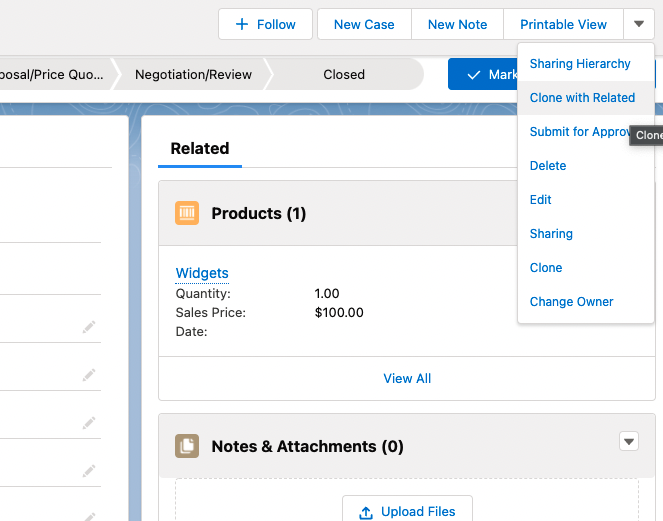 Follow
New Case
New Note
Printable View
posal/Price Quo...
Negotiation/Review
Closed
Mark
Sharing Hierarchy
Clone with Related
Submit for Approv
Clone
Delete
Edit
Sharing
Clone
Change Owner
Related
Products (1)
Widgets
Quantity: 1.00
Sales Price: $100.00
Date:
View All
Notes & Attachments (0)
Upload Files